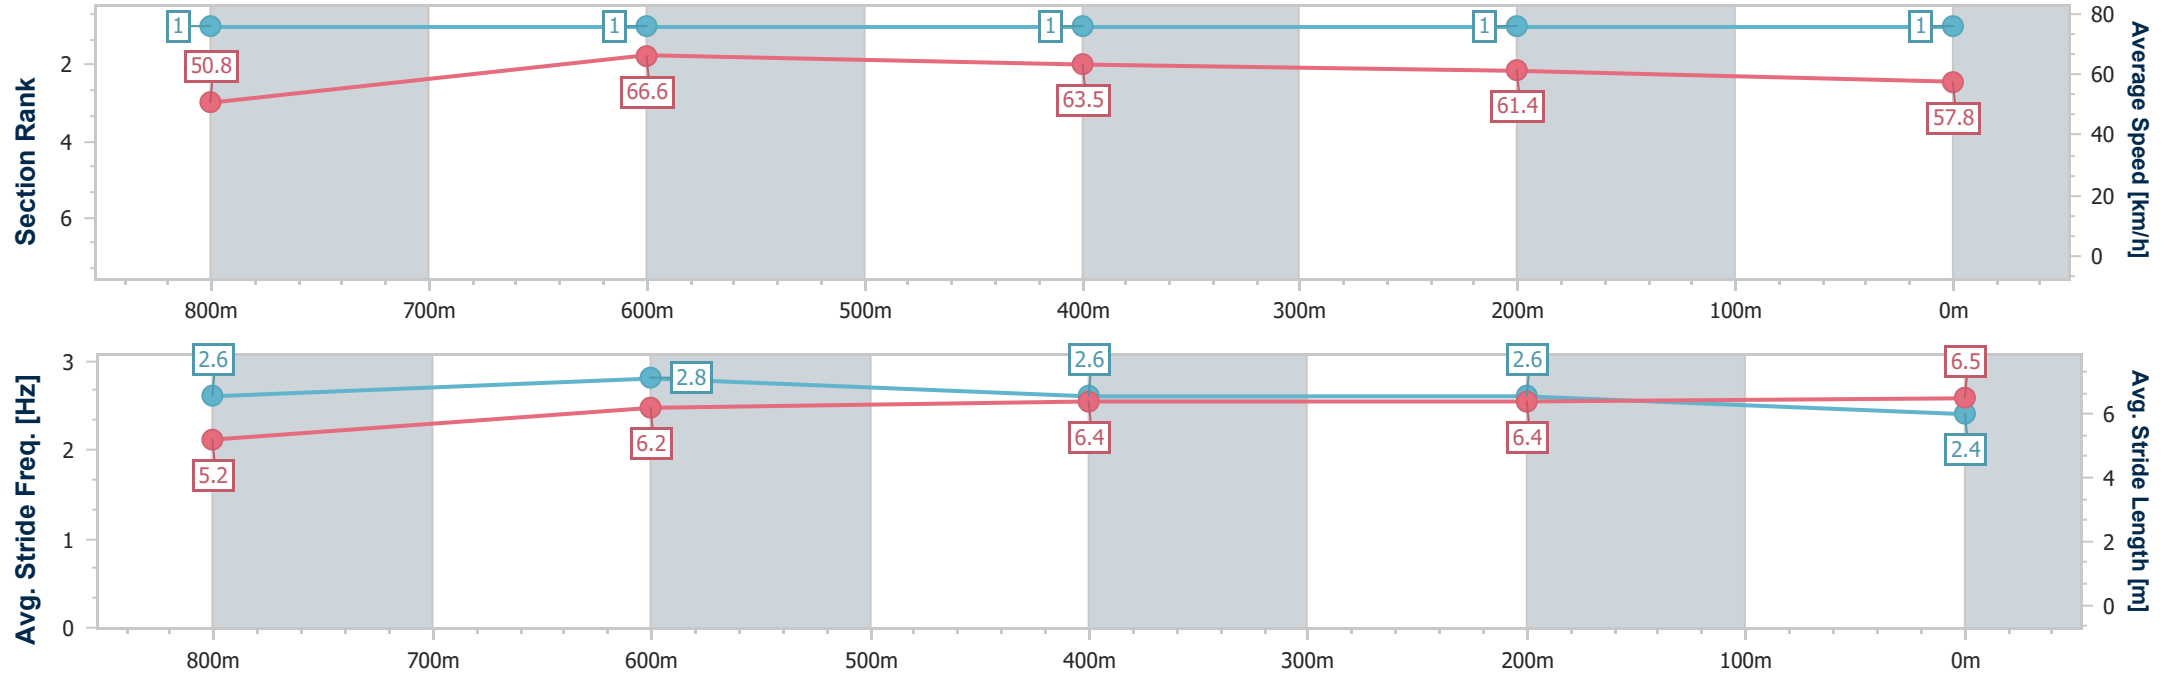 Section Rank
2
4
6
1
1
1
1
1
50.8
66.6
63.5
61.4
57.8
80
60
40
20
0
Average Speed [km/h]
800m
700m
600m
500m
400m
300m
200m
100m
0m
Avg. Stride Freq. [Hz]
3
2
1
0
2.6
2.8
2.6
2.6
2.4
5.2
6.2
6.4
6.4
6.5
6
4
2
0
Avg. Stride Length [m]
800m
700m
600m
500m
400m
300m
200m
100m
0m